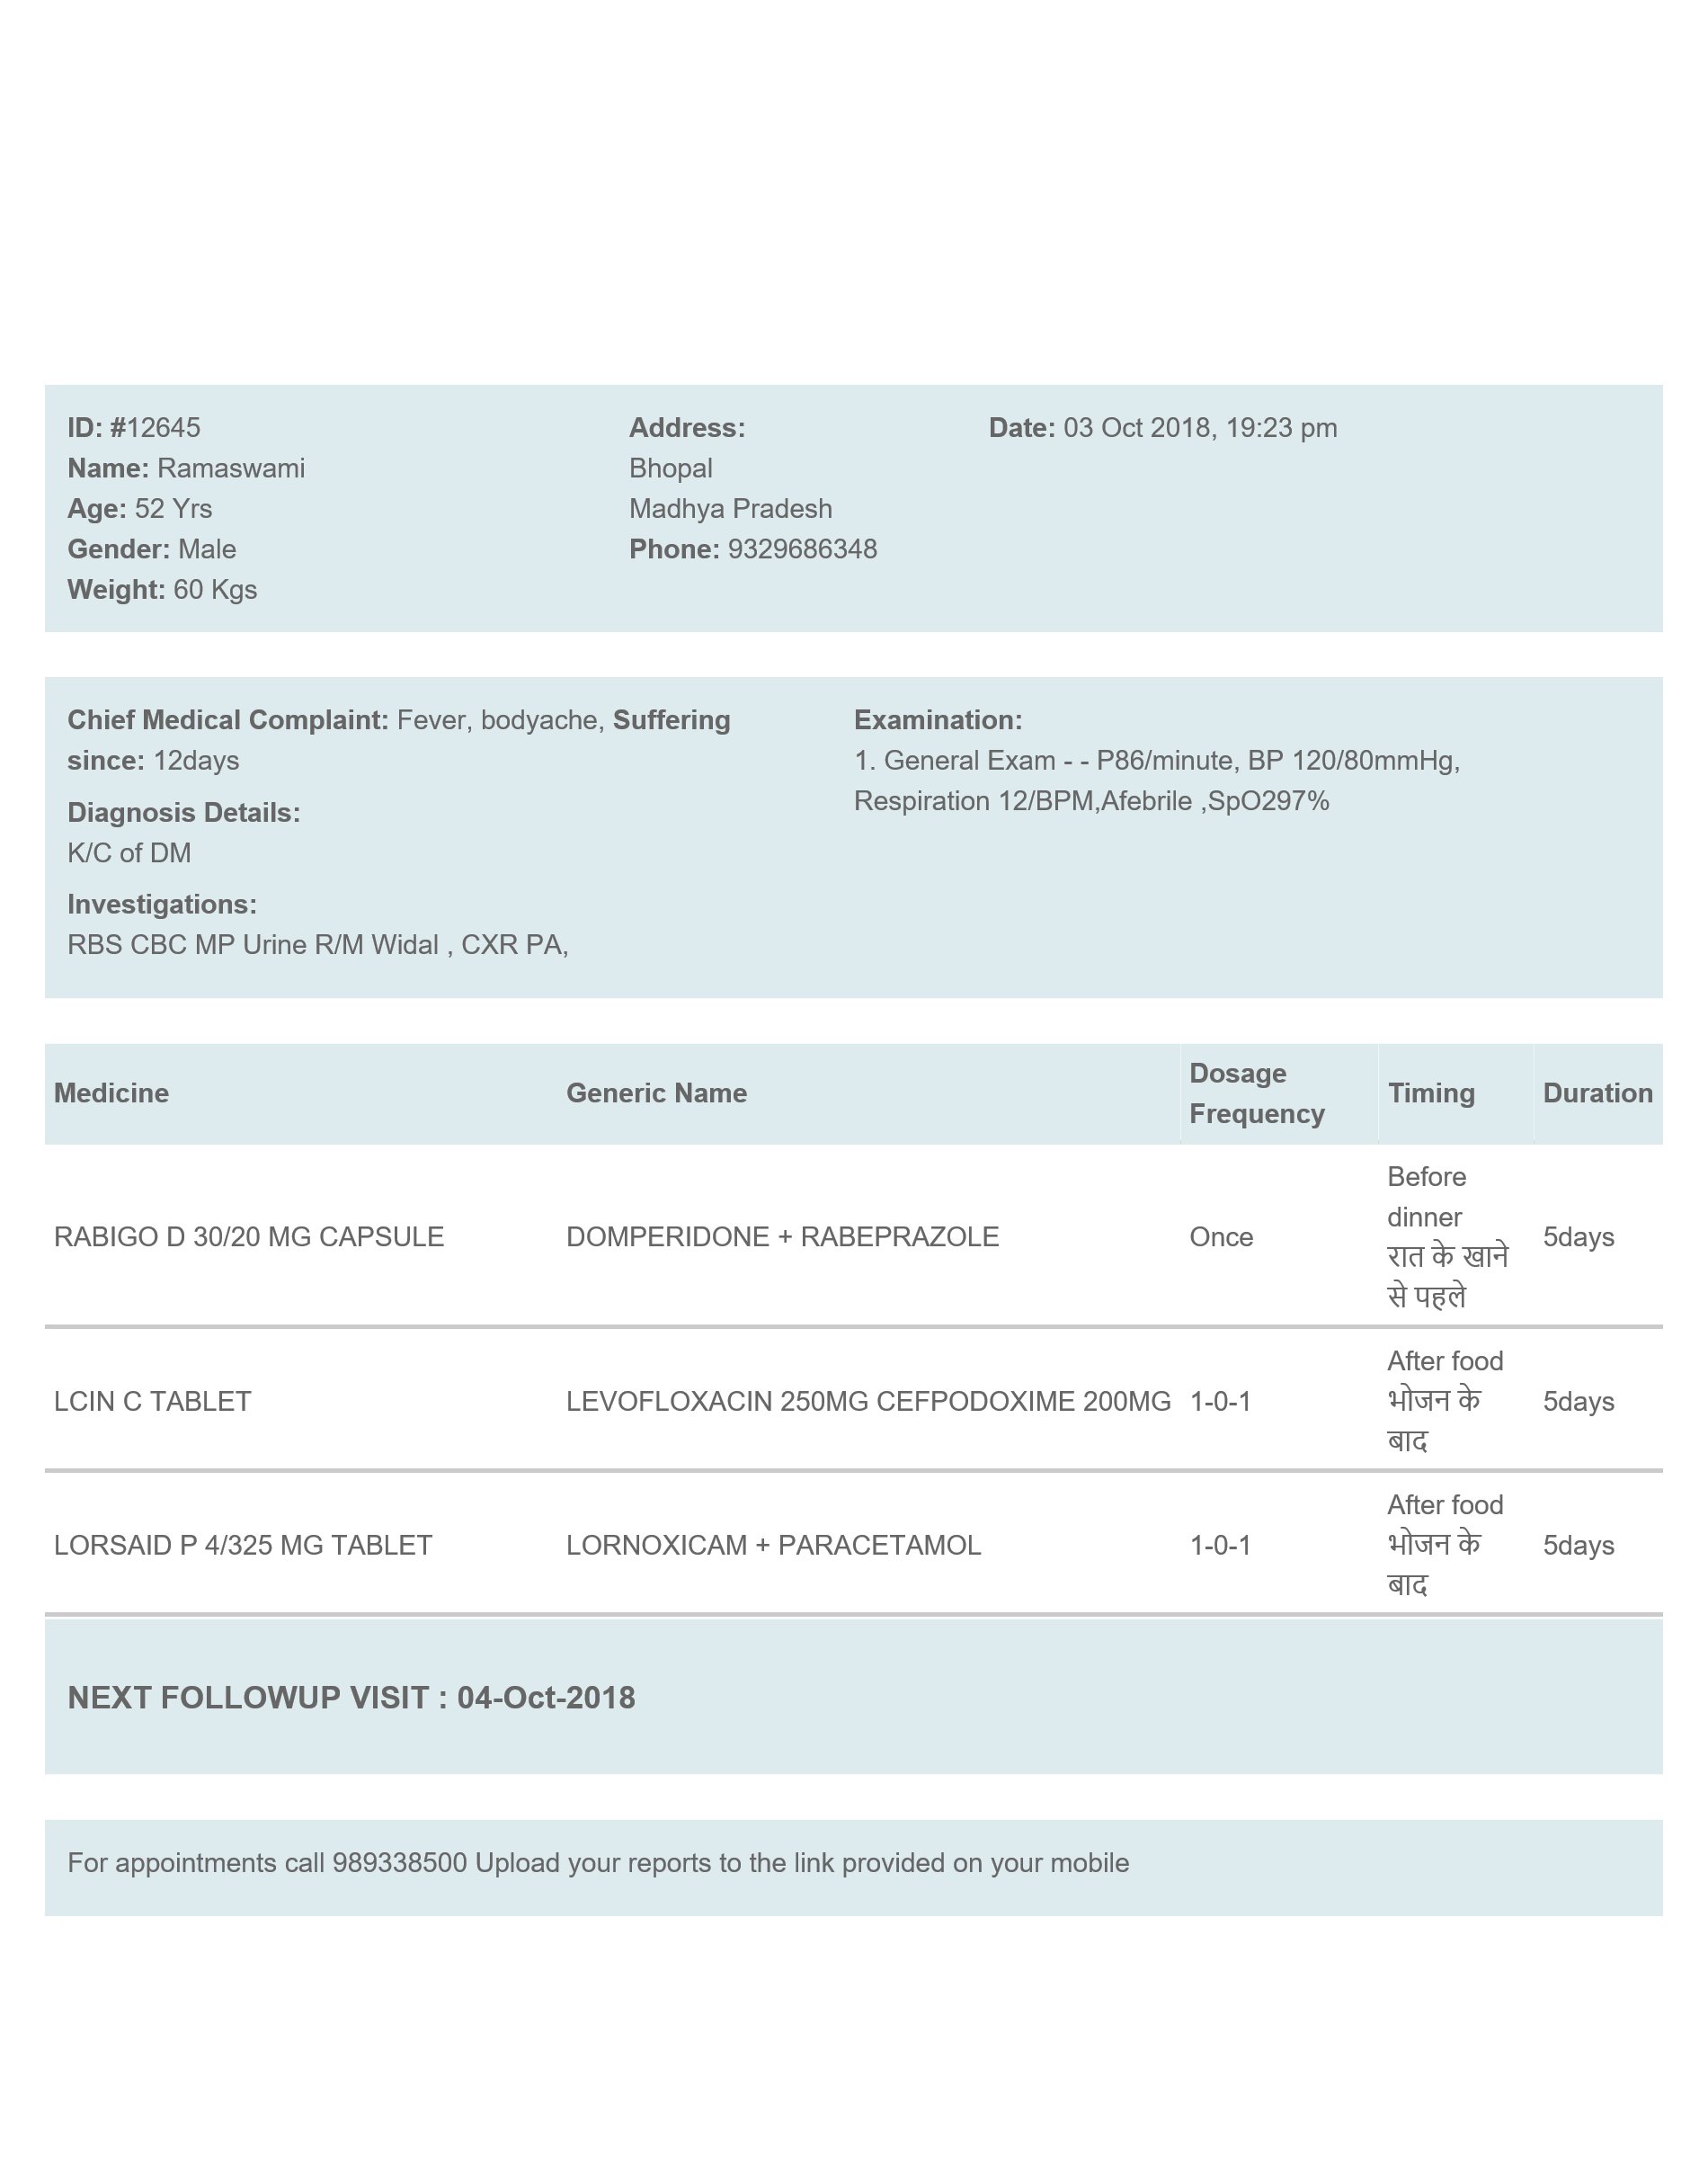 ID: #12645
Name: Ramaswami
Age: 52 Yrs
Gender: Male
Weight: 60 Kgs
Address:
Bhopal
Madhya Pradesh
Phone: 9329686348
Date: 03 Oct 2018, 19:23 pm
Chief Medical Complaint: Fever, bodyache, Suffering
since: 12days
Diagnosis Details:
K/C of DM
Investigations:
RBS CBC MP Urine R/M Widal , CXR PA,
Examination:
1. General Exam - - P86/minute, BP 120/80mmHg,
Respiration 12/BPM,Afebrile ,SpO297%
Medicine Generic Name Dosage Frequency Timing Duration
RABIGO D 30/20 MG CAPSULE DOMPERIDONE + RABEPRAZOLE Once Before dinner रात के खाने से पहले 5days
LCIN C TABLET LEVOFLOXACIN 250MG CEFPODOXIME 200MG 1-0-1 After food भोजन के बाद 5days
LORSAID P 4/325 MG TABLET LORNOXICAM + PARACETAMOL 1-0-1 After food भोजन के बाद 5days
NEXT FOLLOWUP VISIT : 04-Oct-2018
For appointments call 989338500 Upload your reports to the link provided on your mobile